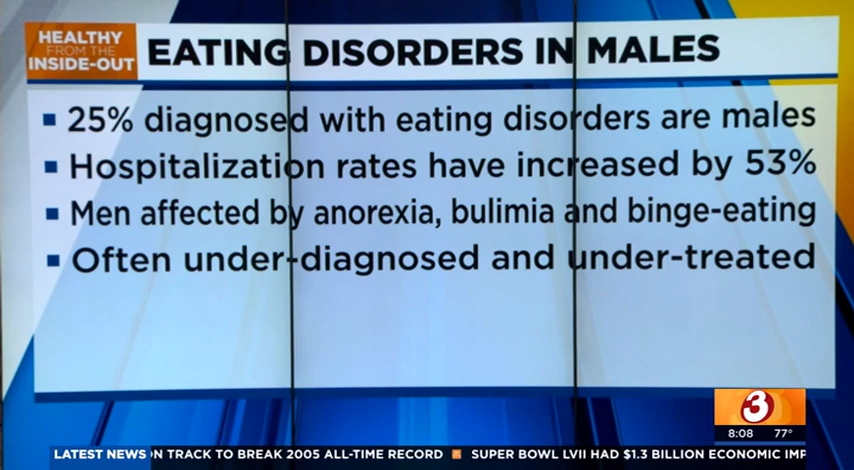 HEALTHY
FROM THE
INSIDE-OUT
EATING DISORDERS IN MALES
▪ 25% diagnosed with eating disorders are males
▪ Hospitalization rates have increased by 53%
▪ Men affected by anorexia, bulimia and binge-eating
▪ Often under-diagnosed and under-treated
3
8:08 77°
LATEST NEWS N TRACK TO BREAK 2005 ALL-TIME RECORD SUPER BOWL LVII HAD $1.3 BILLION ECONOMIC IMP